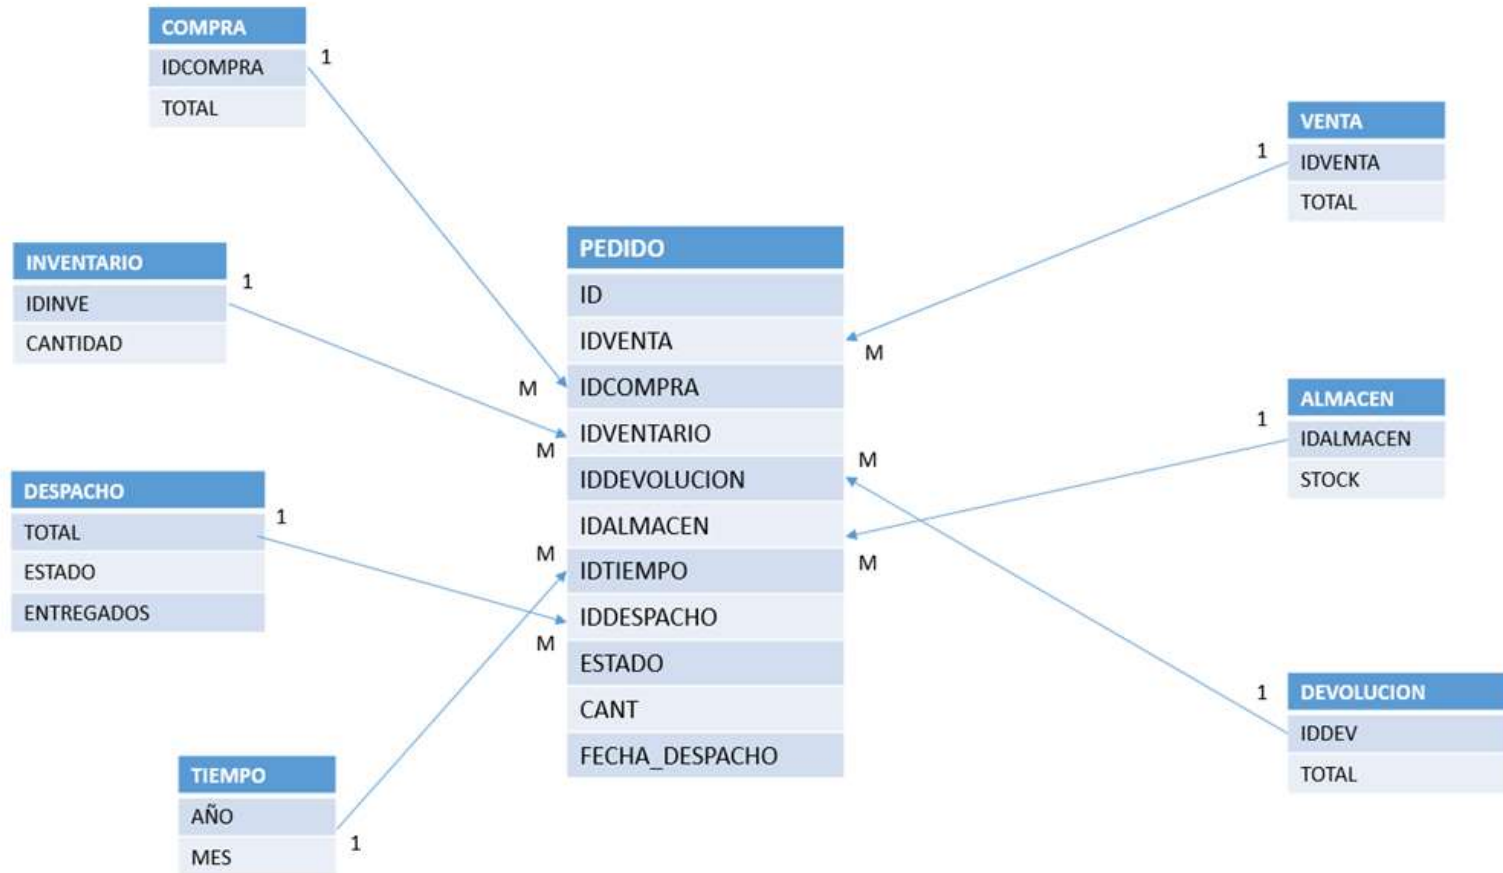 COMPRA
IDCOMPRA
TOTAL
1
VENTA
IDVENTA
TOTAL
1
INVENTARIO
IDINVE
CANTIDAD
1
PEDIDO
ID
IDVENTA
IDCOMPRA
IDVENTARIO
IDDEVOLUCION
IDALMACEN
IDTIEMPO
IDDESPACHO
ESTADO
CANT
FECHA_DESPACHO
M
M
M
M
M
M
M
ALMACEN
IDALMACEN
STOCK
1
DESPACHO
TOTAL
ESTADO
ENTREGADOS
1
DEVOLUCION
IDDEV
TOTAL
1
TIEMPO
AÑO
MES
1